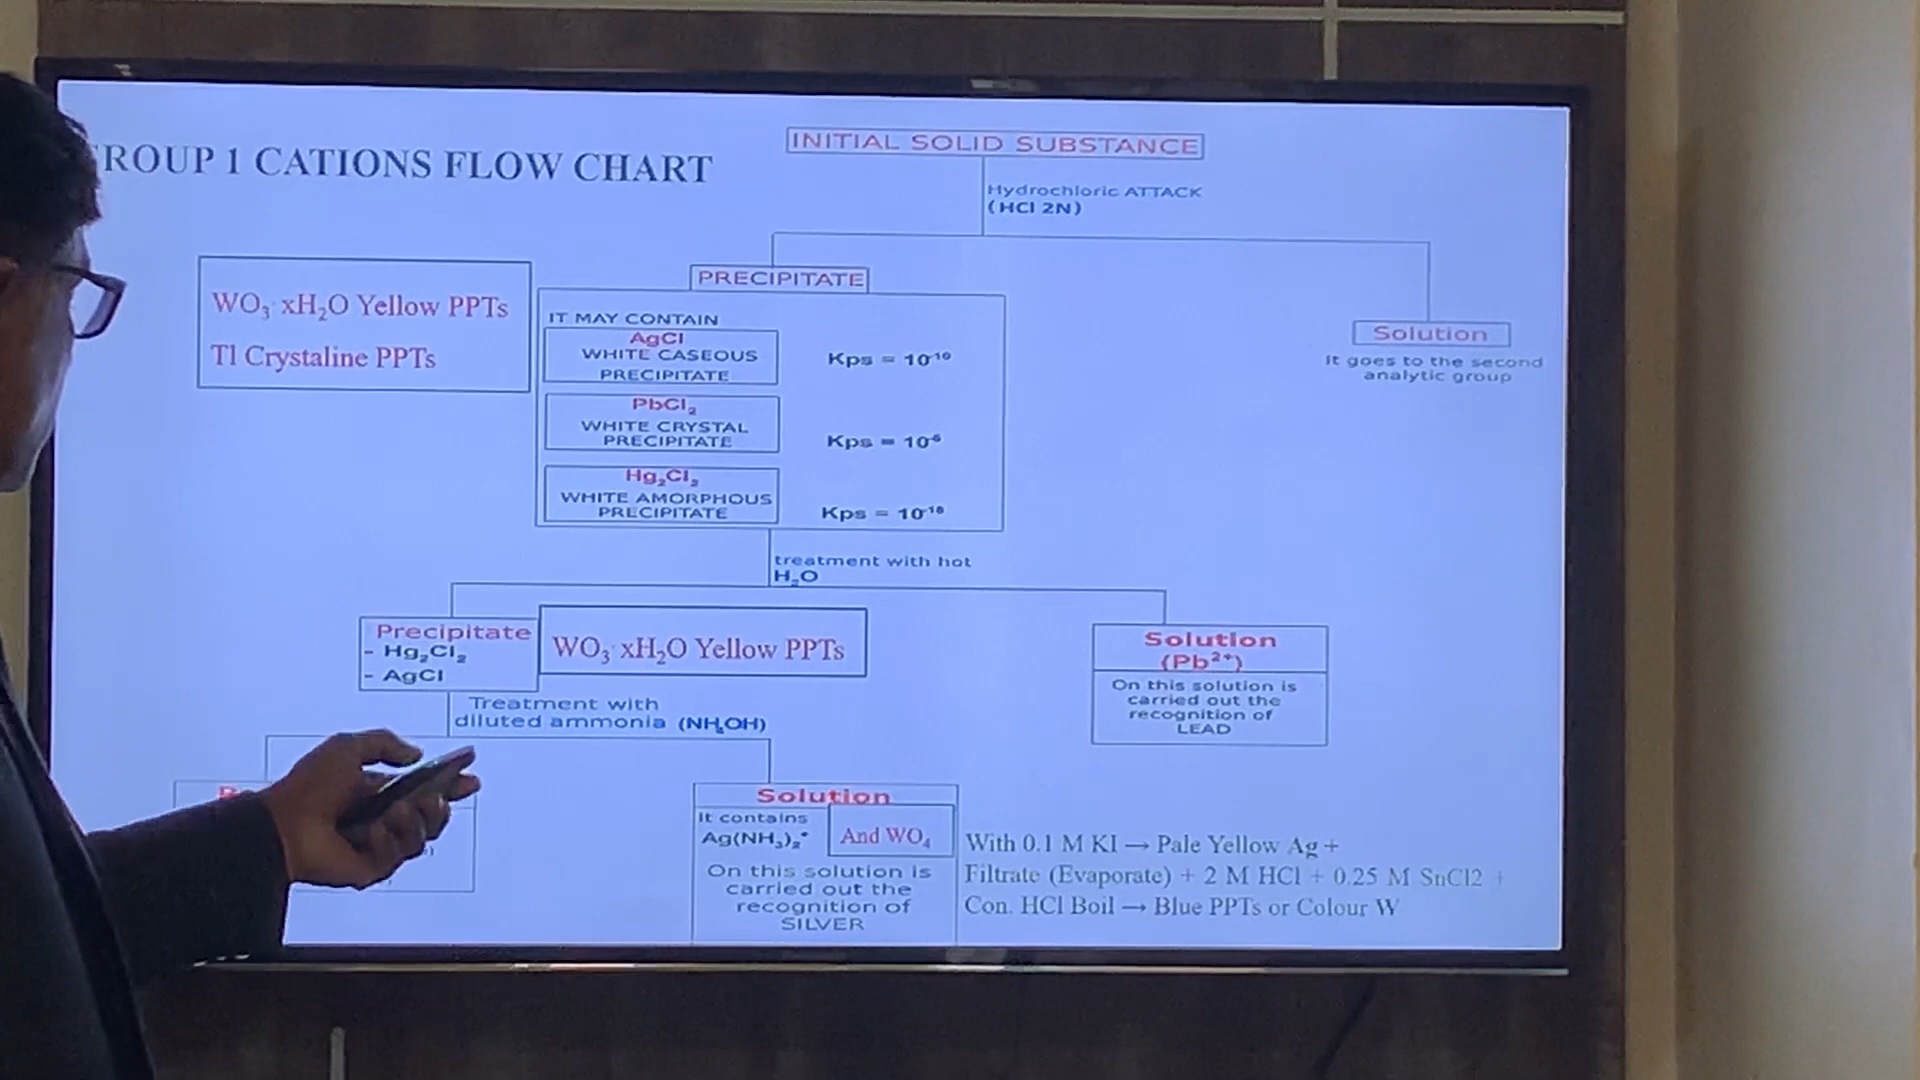 ROUP 1 CATIONS FLOW CHART
INITIAL SOLID SUBSTANCE
Hydrochloric ATTACK
(HCl 2N)
PRECIPITATE
WO₃ xH₂O Yellow PPTs
Tl Crystaline PPTs
IT MAY CONTAIN
AgCl
WHITE CASEOUS
PRECIPITATE
Kps = 10⁻¹⁰
PbCl₂
WHITE CRYSTAL
PRECIPITATE
Kps = 10⁻⁵
Hg₂Cl₂
WHITE AMORPHOUS
PRECIPITATE
Kps = 10⁻¹⁸
Solution
It goes to the second
analytic group
treatment with hot
H₂O
Precipitate
- Hg₂Cl₂
- AgCl
WO₃ xH₂O Yellow PPTs
Solution
(Pb²⁺)
On this solution is
carried out the
recognition of
LEAD
Treatment with
diluted ammonia (NH₄OH)
Solution
It contains
Ag(NH₃)₂⁺
And WO₄
On this solution is
carried out the
recognition of
SILVER
With 0.1 M KI → Pale Yellow Ag +
Filtrate (Evaporate) + 2 M HCl + 0.25 M SnCl2 +
Con. HCl Boil → Blue PPTs or Colour W